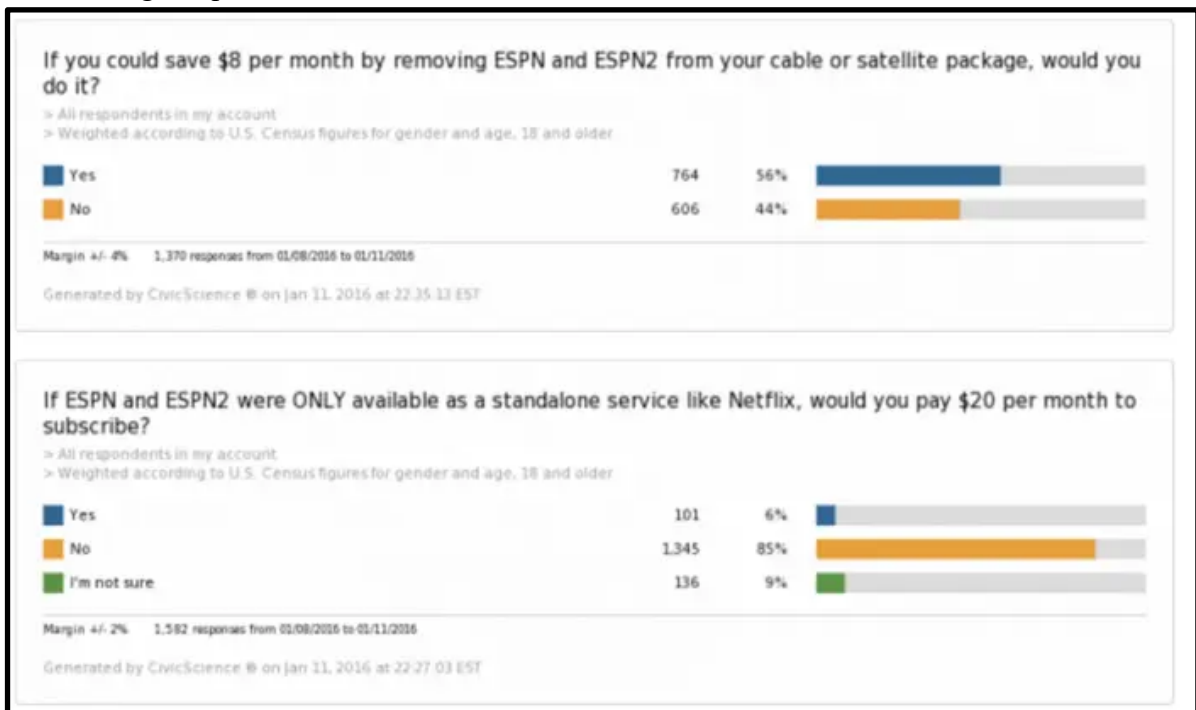 If you could save $8 per month by removing ESPN and ESPN2 from your cable or satellite package, would you
do it?
> All respondents in my account
> Weighted according to U.S. Census figures for gender and age, 18 and older
Yes 764 56%
No 606 44%
Margin +/- 4% 1,370 responses from 01/08/2016 to 01/11/2016
Generated by CivicScience ® on Jan 11, 2016 at 22:35:13 EST
If ESPN and ESPN2 were ONLY available as a standalone service like Netflix, would you pay $20 per month to
subscribe?
> All respondents in my account
> Weighted according to U.S. Census figures for gender and age, 18 and older
Yes 101 6%
No 1,345 85%
I'm not sure 136 9%
Margin +/- 2% 1,582 responses from 01/08/2016 to 01/11/2016
Generated by CivicScience ® on Jan 11, 2016 at 22:27:03 EST